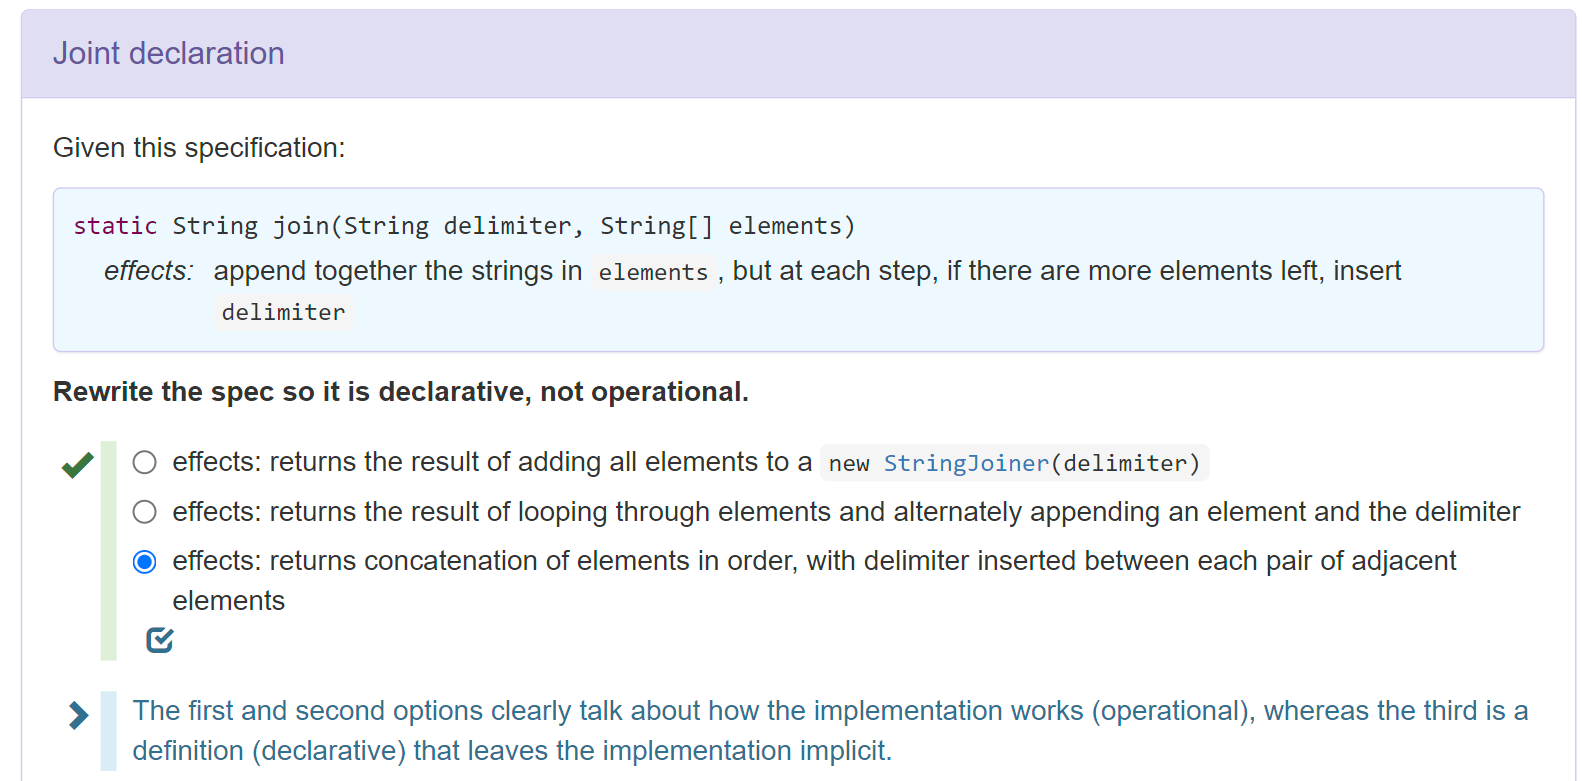 Joint declaration
Given this specification:
static String join(String delimiter, String[] elements)
effects: append together the strings in elements, but at each step, if there are more elements left, insert
delimiter
Rewrite the spec so it is declarative, not operational.
effects: returns the result of adding all elements to a new StringJoiner(delimiter)
effects: returns the result of looping through elements and alternately appending an element and the delimiter
effects: returns concatenation of elements in order, with delimiter inserted between each pair of adjacent
elements
The first and second options clearly talk about how the implementation works (operational), whereas the third is a
definition (declarative) that leaves the implementation implicit.